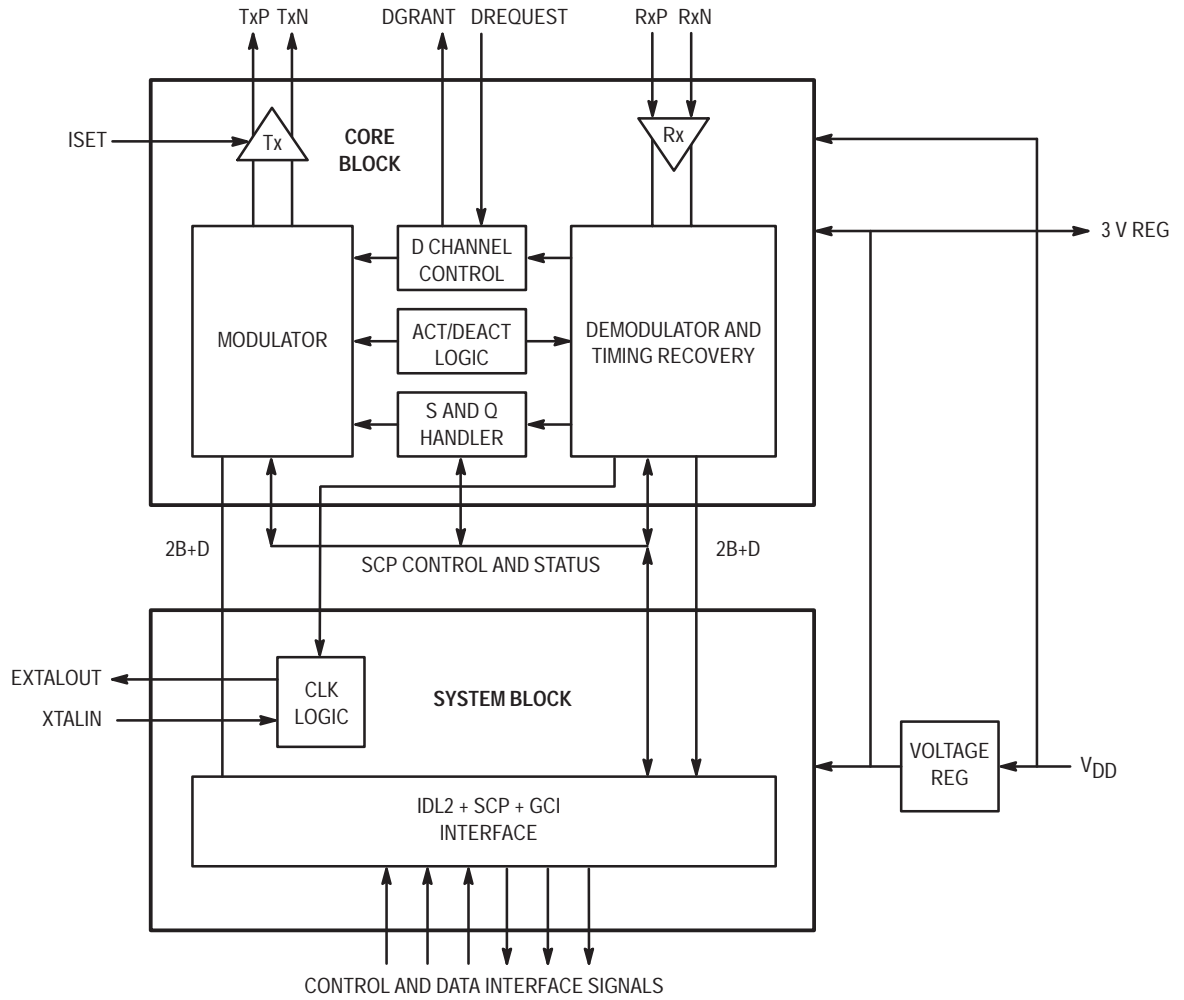 TxP TxN DGRANT DREQUEST RxP RxN
ISET
Tx
CORE
BLOCK
Rx
3 V REG
MODULATOR
D CHANNEL
CONTROL
ACT/DEACT
LOGIC
S AND Q
HANDLER
DEMODULATOR AND
TIMING RECOVERY
2B+D
SCP CONTROL AND STATUS
2B+D
EXTALOUT
XTALIN
CLK
LOGIC
SYSTEM BLOCK
VOLTAGE
REG
VDD
IDL2 + SCP + GCI
INTERFACE
CONTROL AND DATA INTERFACE SIGNALS